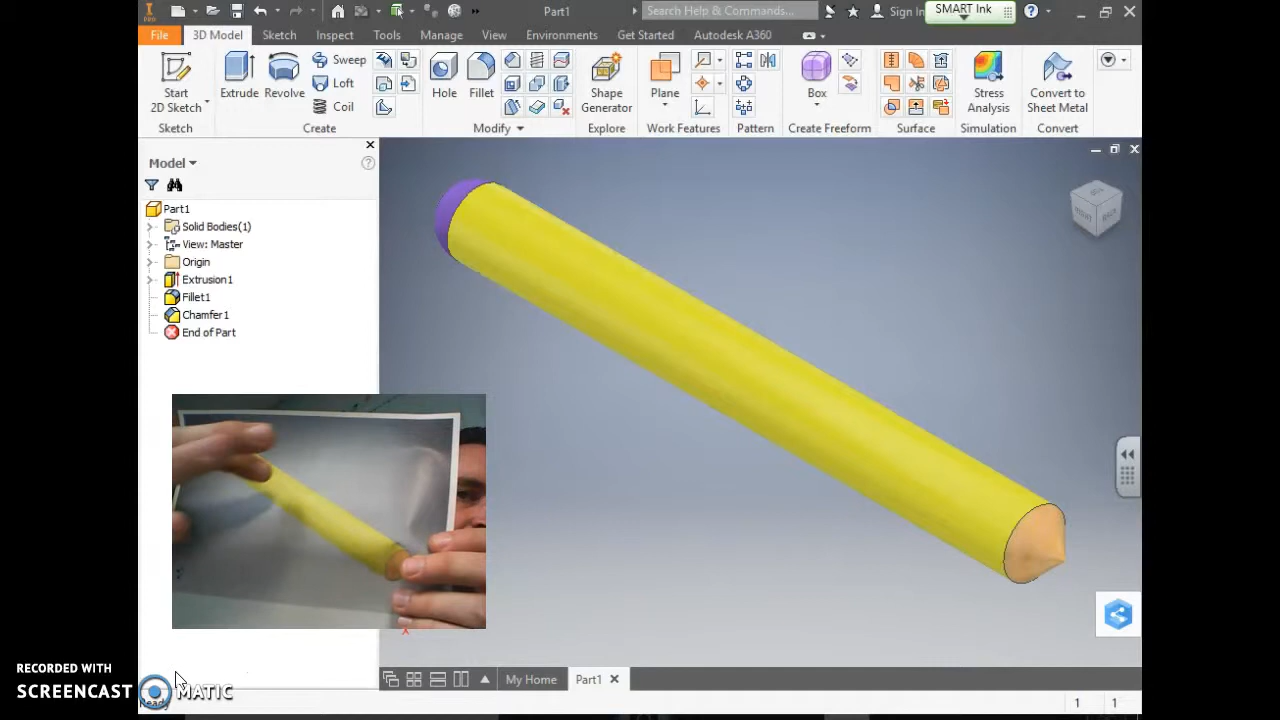 PRO
Part1
Search Help & Commands...
Sign In
SMART Ink
File
3D Model
Sketch
Inspect
Tools
Manage
View
Environments
Get Started
Autodesk A360
Start
2D Sketch
Extrude
Revolve
Sweep
Loft
Coil
Hole
Fillet
Shape
Generator
Plane
Box
Stress
Analysis
Convert to
Sheet Metal
Sketch
Create
Modify
Explore
Work Features
Pattern
Create Freeform
Surface
Simulation
Convert
Model
Part1
Solid Bodies(1)
View: Master
Origin
Extrusion1
Fillet1
Chamfer1
End of Part
My Home
Part1
RECORDED WITH
SCREENCAST MATIC
Ready
1 1